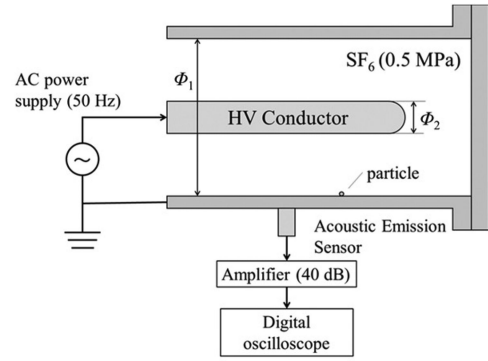 SF₆ (0.5 MPa)
AC power
supply (50 Hz)
Φ₁
HV Conductor
Φ₂
~
particle
Acoustic Emission
Sensor
Amplifier (40 dB)
Digital
oscilloscope